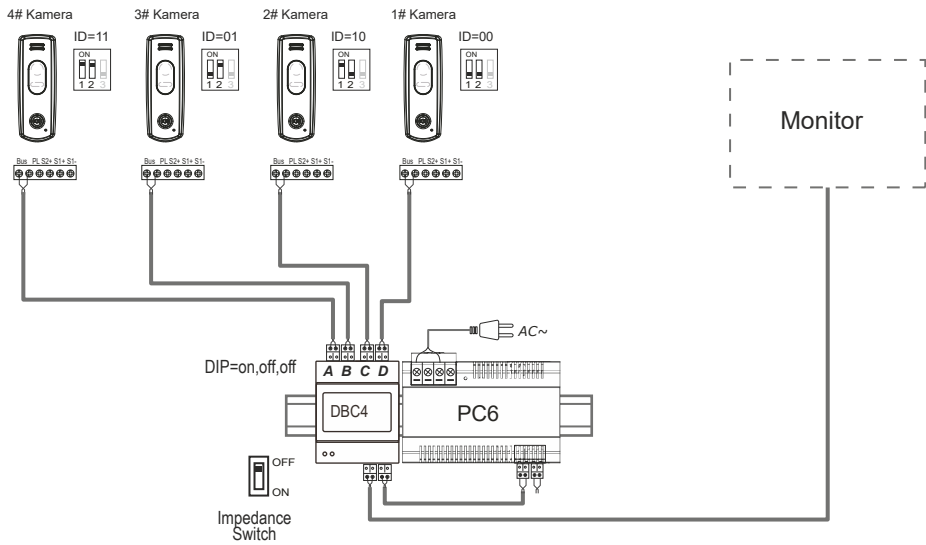 4# Kamera 3# Kamera 2# Kamera 1# Kamera
ID=11 ID=01 ID=10 ID=00
ON ON ON ON
1 2 3 1 2 3 1 2 3 1 2 3
Monitor
Bus PL S2+ S1+ S1- Bus PL S2+ S1+ S1- Bus PL S2+ S1+ S1- Bus PL S2+ S1+ S1-
AC~
DIP=on,off,off
A B C D
DBC4
PC6
OFF
ON
Impedance
Switch